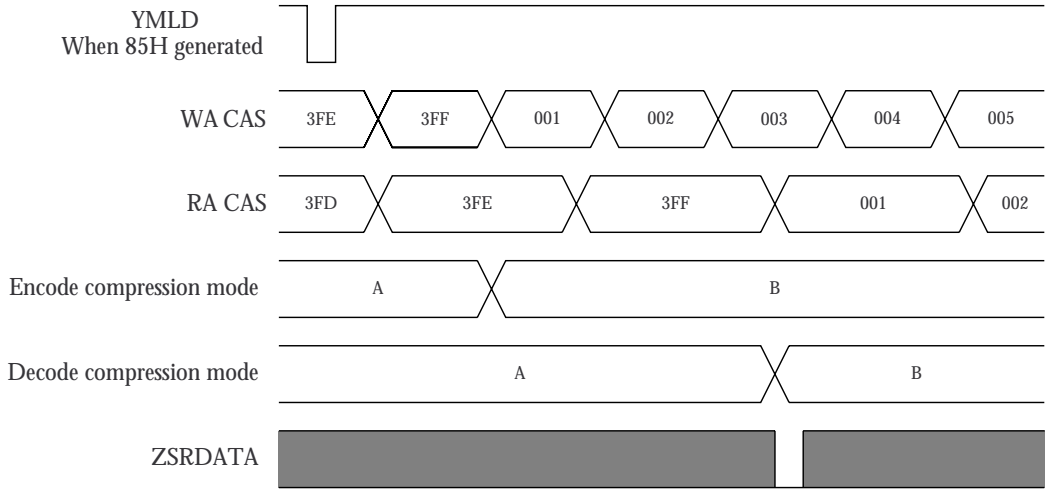 YMLD
When 85H generated
WA CAS 3FE 3FF 001 002 003 004 005
RA CAS 3FD 3FE 3FF 001 002
Encode compression mode A B
Decode compression mode A B
ZSRDATA